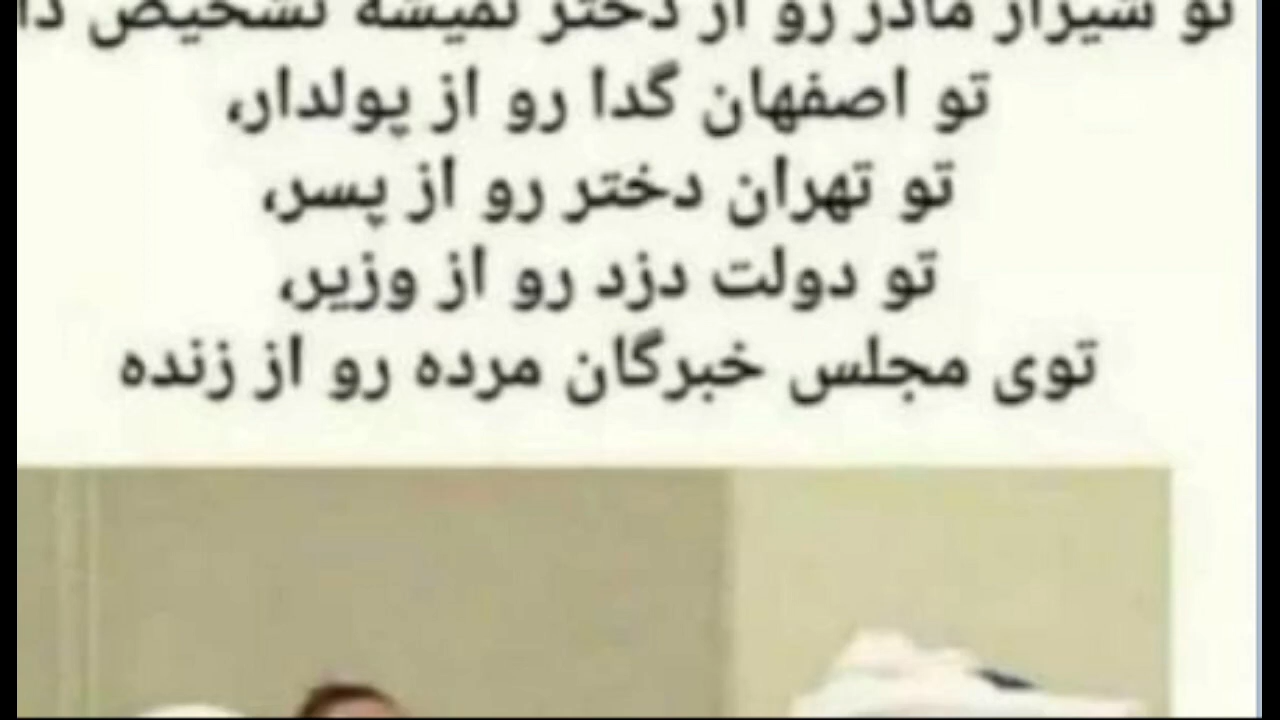 تو شیراز مادر رو از دختر نمیشه تشخیص دا
تو اصفهان گدا رو از پولدار،
تو تهران دختر رو از پسر،
تو دولت دزد رو از وزیر،
توی مجلس خبرگان مرده رو از زنده